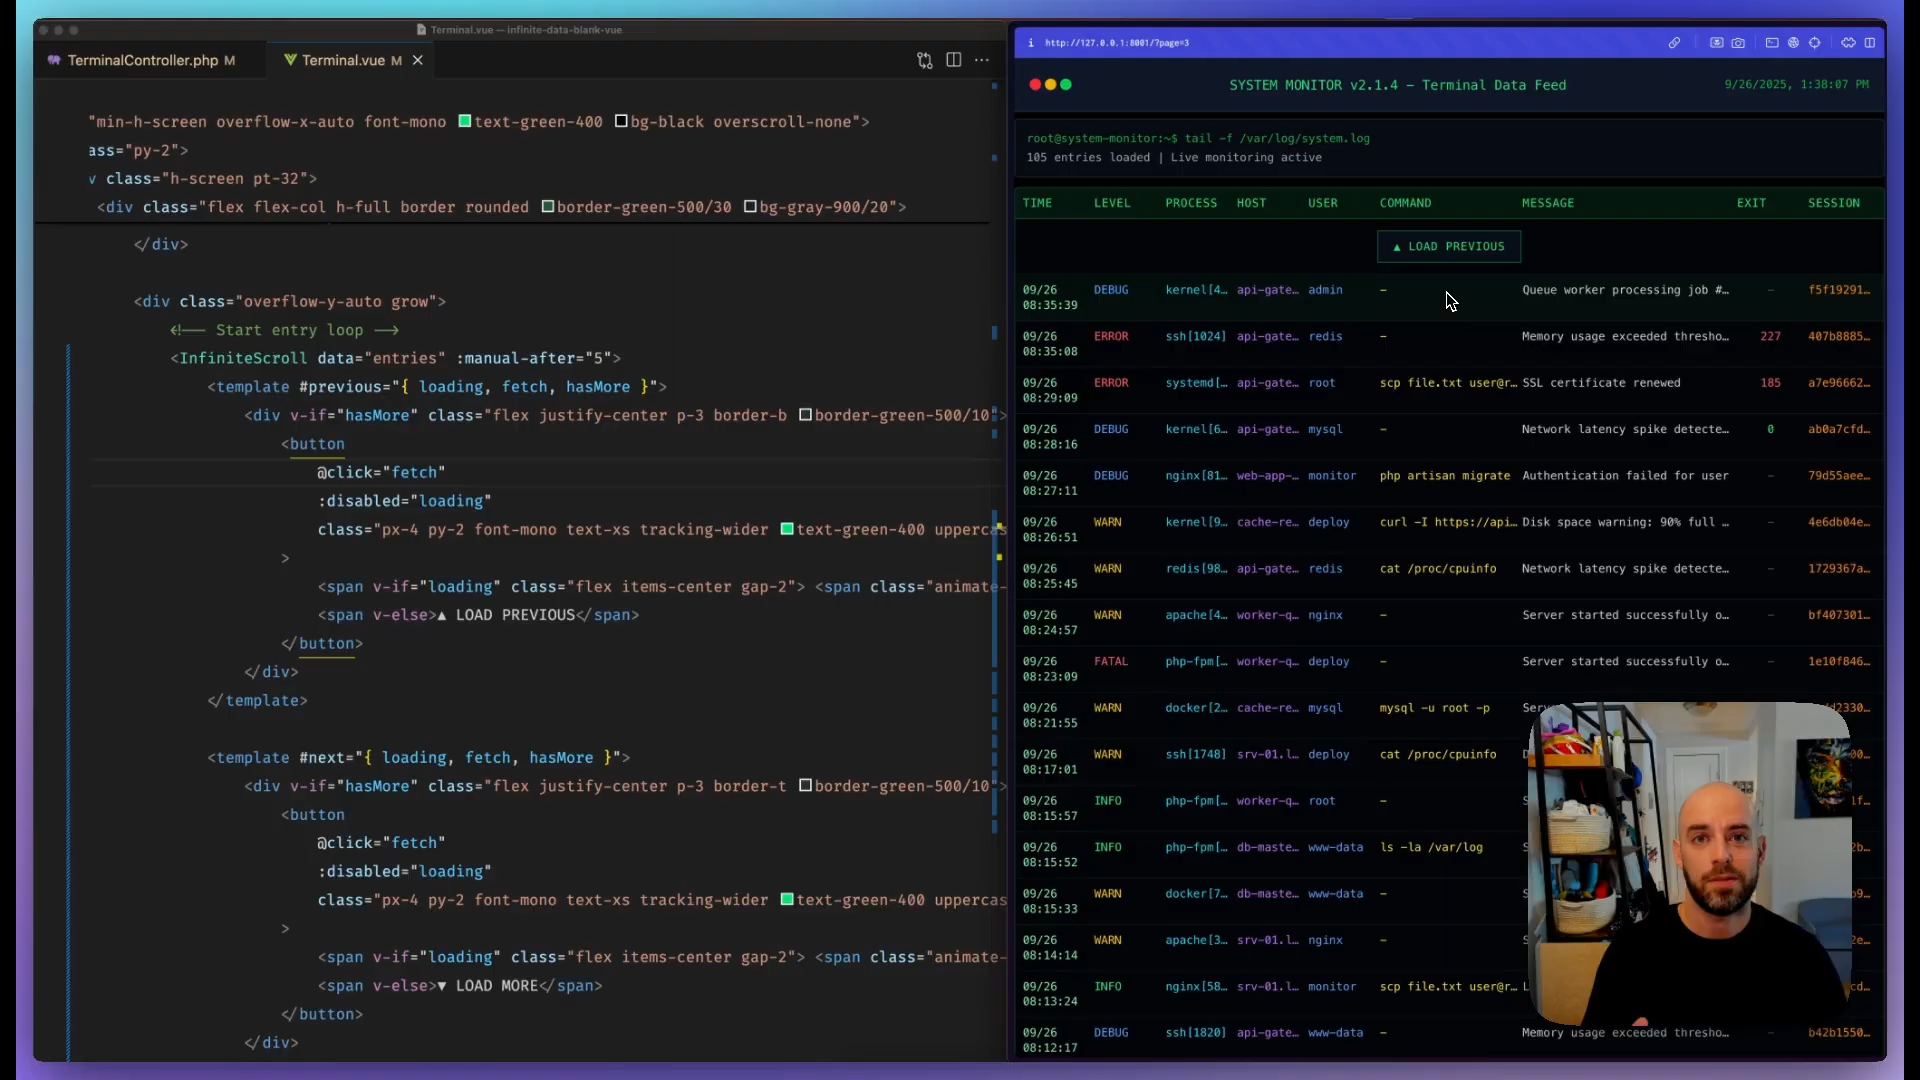 Terminal.vue — infinite-data-blank-vue
TerminalController.php M
Terminal.vue M
"min-h-screen overflow-x-auto font-mono text-green-400 bg-black overscroll-none">
ass="py-2">
v class="h-screen pt-32">
<div class="flex flex-col h-full border rounded border-green-500/30 bg-gray-900/20">
</div>
<div class="overflow-y-auto grow">
<!-- Start entry loop -->
<InfiniteScroll data="entries" :manual-after="5">
<template #previous="{ loading, fetch, hasMore }">
<div v-if="hasMore" class="flex justify-center p-3 border-b border-green-500/10">
<button
@click="fetch"
:disabled="loading"
class="px-4 py-2 font-mono text-xs tracking-wider text-green-400 uppercas
>
<span v-if="loading" class="flex items-center gap-2"> <span class="animate-
<span v-else>▲ LOAD PREVIOUS</span>
</button>
</div>
</template>
<template #next="{ loading, fetch, hasMore }">
<div v-if="hasMore" class="flex justify-center p-3 border-t border-green-500/10">
<button
@click="fetch"
:disabled="loading"
class="px-4 py-2 font-mono text-xs tracking-wider text-green-400 uppercas
>
<span v-if="loading" class="flex items-center gap-2"> <span class="animate-
<span v-else>▼ LOAD MORE</span>
</button>
</div>
http://127.0.0.1:8001/?page=3
SYSTEM MONITOR v2.1.4 – Terminal Data Feed
9/26/2025, 1:38:07 PM
root@system-monitor:~$ tail -f /var/log/system.log
105 entries loaded | Live monitoring active
TIME LEVEL PROCESS HOST USER COMMAND MESSAGE EXIT SESSION
▲ LOAD PREVIOUS
09/26 DEBUG kernel[4… api-gate… admin – Queue worker processing job #… – f5f19291…
08:35:39
09/26 ERROR ssh[1024] api-gate… redis – Memory usage exceeded thresho… 227 407b8885…
08:35:08
09/26 ERROR systemd[… api-gate… root scp file.txt user@r… SSL certificate renewed 185 a7e96662…
08:29:09
09/26 DEBUG kernel[6… api-gate… mysql – Network latency spike detecte… 0 ab0a7cfd…
08:28:16
09/26 DEBUG nginx[81… web-app-… monitor php artisan migrate Authentication failed for user – 79d55aee…
08:27:11
09/26 WARN kernel[9… cache-re… deploy curl -I https://api… Disk space warning: 90% full … – 4e6db04e…
08:26:51
09/26 WARN redis[98… api-gate… redis cat /proc/cpuinfo Network latency spike detecte… – 1729367a…
08:25:45
09/26 WARN apache[4… worker-q… nginx – Server started successfully o… – bf407301…
08:24:57
09/26 FATAL php-fpm[… worker-q… deploy – Server started successfully o… – 1e10f846…
08:23:09
09/26 WARN docker[2… cache-re… mysql mysql -u root -p Serv d2330…
08:21:55
09/26 WARN ssh[1748] srv-01.l… deploy cat /proc/cpuinfo
08:17:01
09/26 INFO php-fpm[… worker-q… root –
08:15:57
09/26 INFO php-fpm[… db-maste… www-data ls -la /var/log
08:15:52
09/26 WARN docker[7… db-maste… www-data –
08:15:33
09/26 WARN apache[3… srv-01.l… nginx –
08:14:14
09/26 INFO nginx[58… srv-01.l… monitor scp file.txt user@r…
08:13:24
09/26 DEBUG ssh[1820] api-gate… www-data – Memory usage exceeded thresho… – b42b1550…
08:12:17